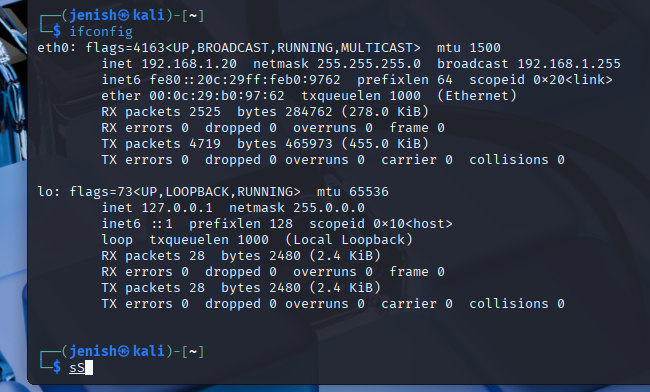 ┌──(jenish㉿kali)-[~]
└─$ ifconfig
eth0: flags=4163<UP,BROADCAST,RUNNING,MULTICAST>  mtu 1500
        inet 192.168.1.20  netmask 255.255.255.0  broadcast 192.168.1.255
        inet6 fe80::20c:29ff:feb0:9762  prefixlen 64  scopeid 0×20<link>
        ether 00:0c:29:b0:97:62  txqueuelen 1000  (Ethernet)
        RX packets 2525  bytes 284762 (278.0 KiB)
        RX errors 0  dropped 0  overruns 0  frame 0
        TX packets 4719  bytes 465973 (455.0 KiB)
        TX errors 0  dropped 0 overruns 0  carrier 0  collisions 0

lo: flags=73<UP,LOOPBACK,RUNNING>  mtu 65536
        inet 127.0.0.1  netmask 255.0.0.0
        inet6 ::1  prefixlen 128  scopeid 0×10<host>
        loop  txqueuelen 1000  (Local Loopback)
        RX packets 28  bytes 2480 (2.4 KiB)
        RX errors 0  dropped 0  overruns 0  frame 0
        TX packets 28  bytes 2480 (2.4 KiB)
        TX errors 0  dropped 0 overruns 0  carrier 0  collisions 0

┌──(jenish㉿kali)-[~]
└─$ sS